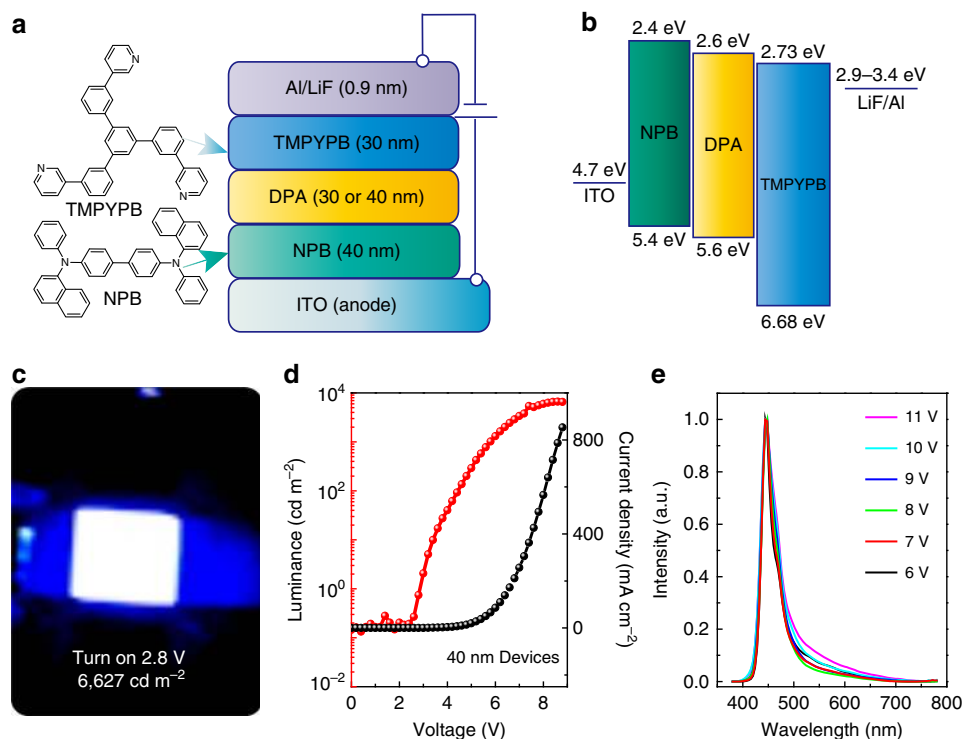 a
N
N
N
TMPYPB
N
N
NPB
Al/LiF (0.9 nm)
TMPYPB (30 nm)
DPA (30 or 40 nm)
NPB (40 nm)
ITO (anode)
b
2.4 eV
2.6 eV
2.73 eV
2.9–3.4 eV
LiF/Al
NPB
DPA
TMPYPB
4.7 eV
ITO
5.4 eV
5.6 eV
6.68 eV
c
Turn on 2.8 V
6,627 cd m⁻²
d
Luminance (cd m⁻²)
10⁴
10²
10⁰
10⁻²
0 2 4 6 8
Voltage (V)
800
400
0
Current density (mA cm⁻²)
40 nm Devices
e
Intensity (a.u.)
1.0
0.8
0.6
0.4
0.2
0.0
400 500 600 700 800
Wavelength (nm)
11 V
10 V
9 V
8 V
7 V
6 V